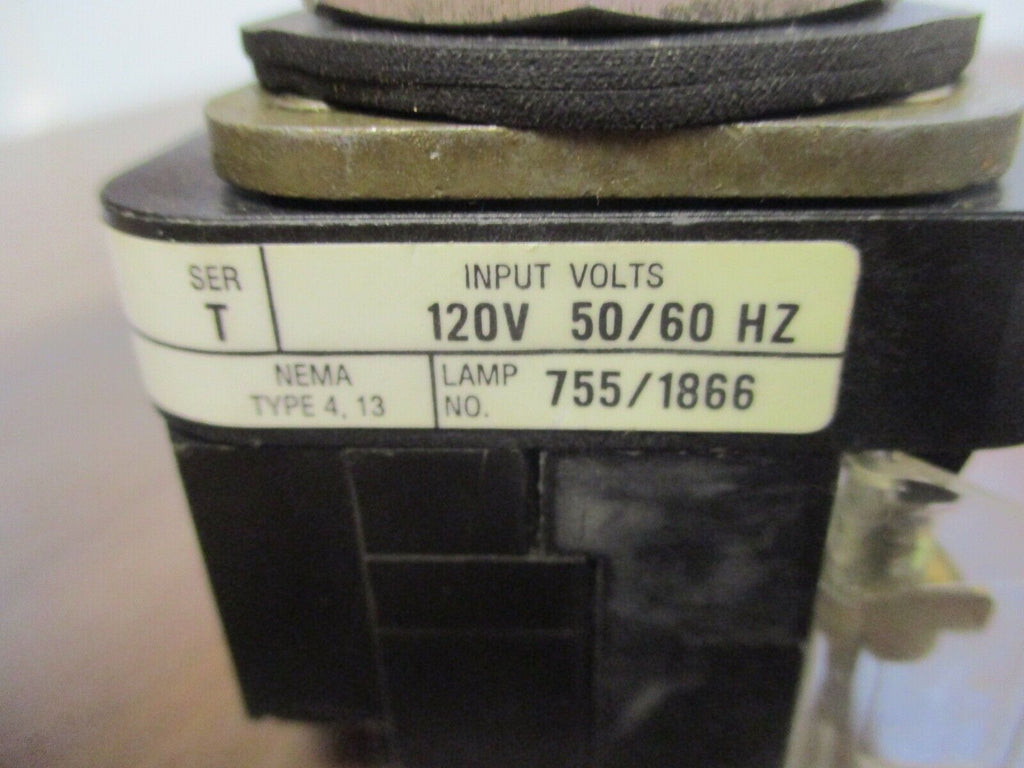 SER
T
INPUT VOLTS
120V 50/60 HZ
NEMA
TYPE 4, 13
LAMP
NO.
755/1866